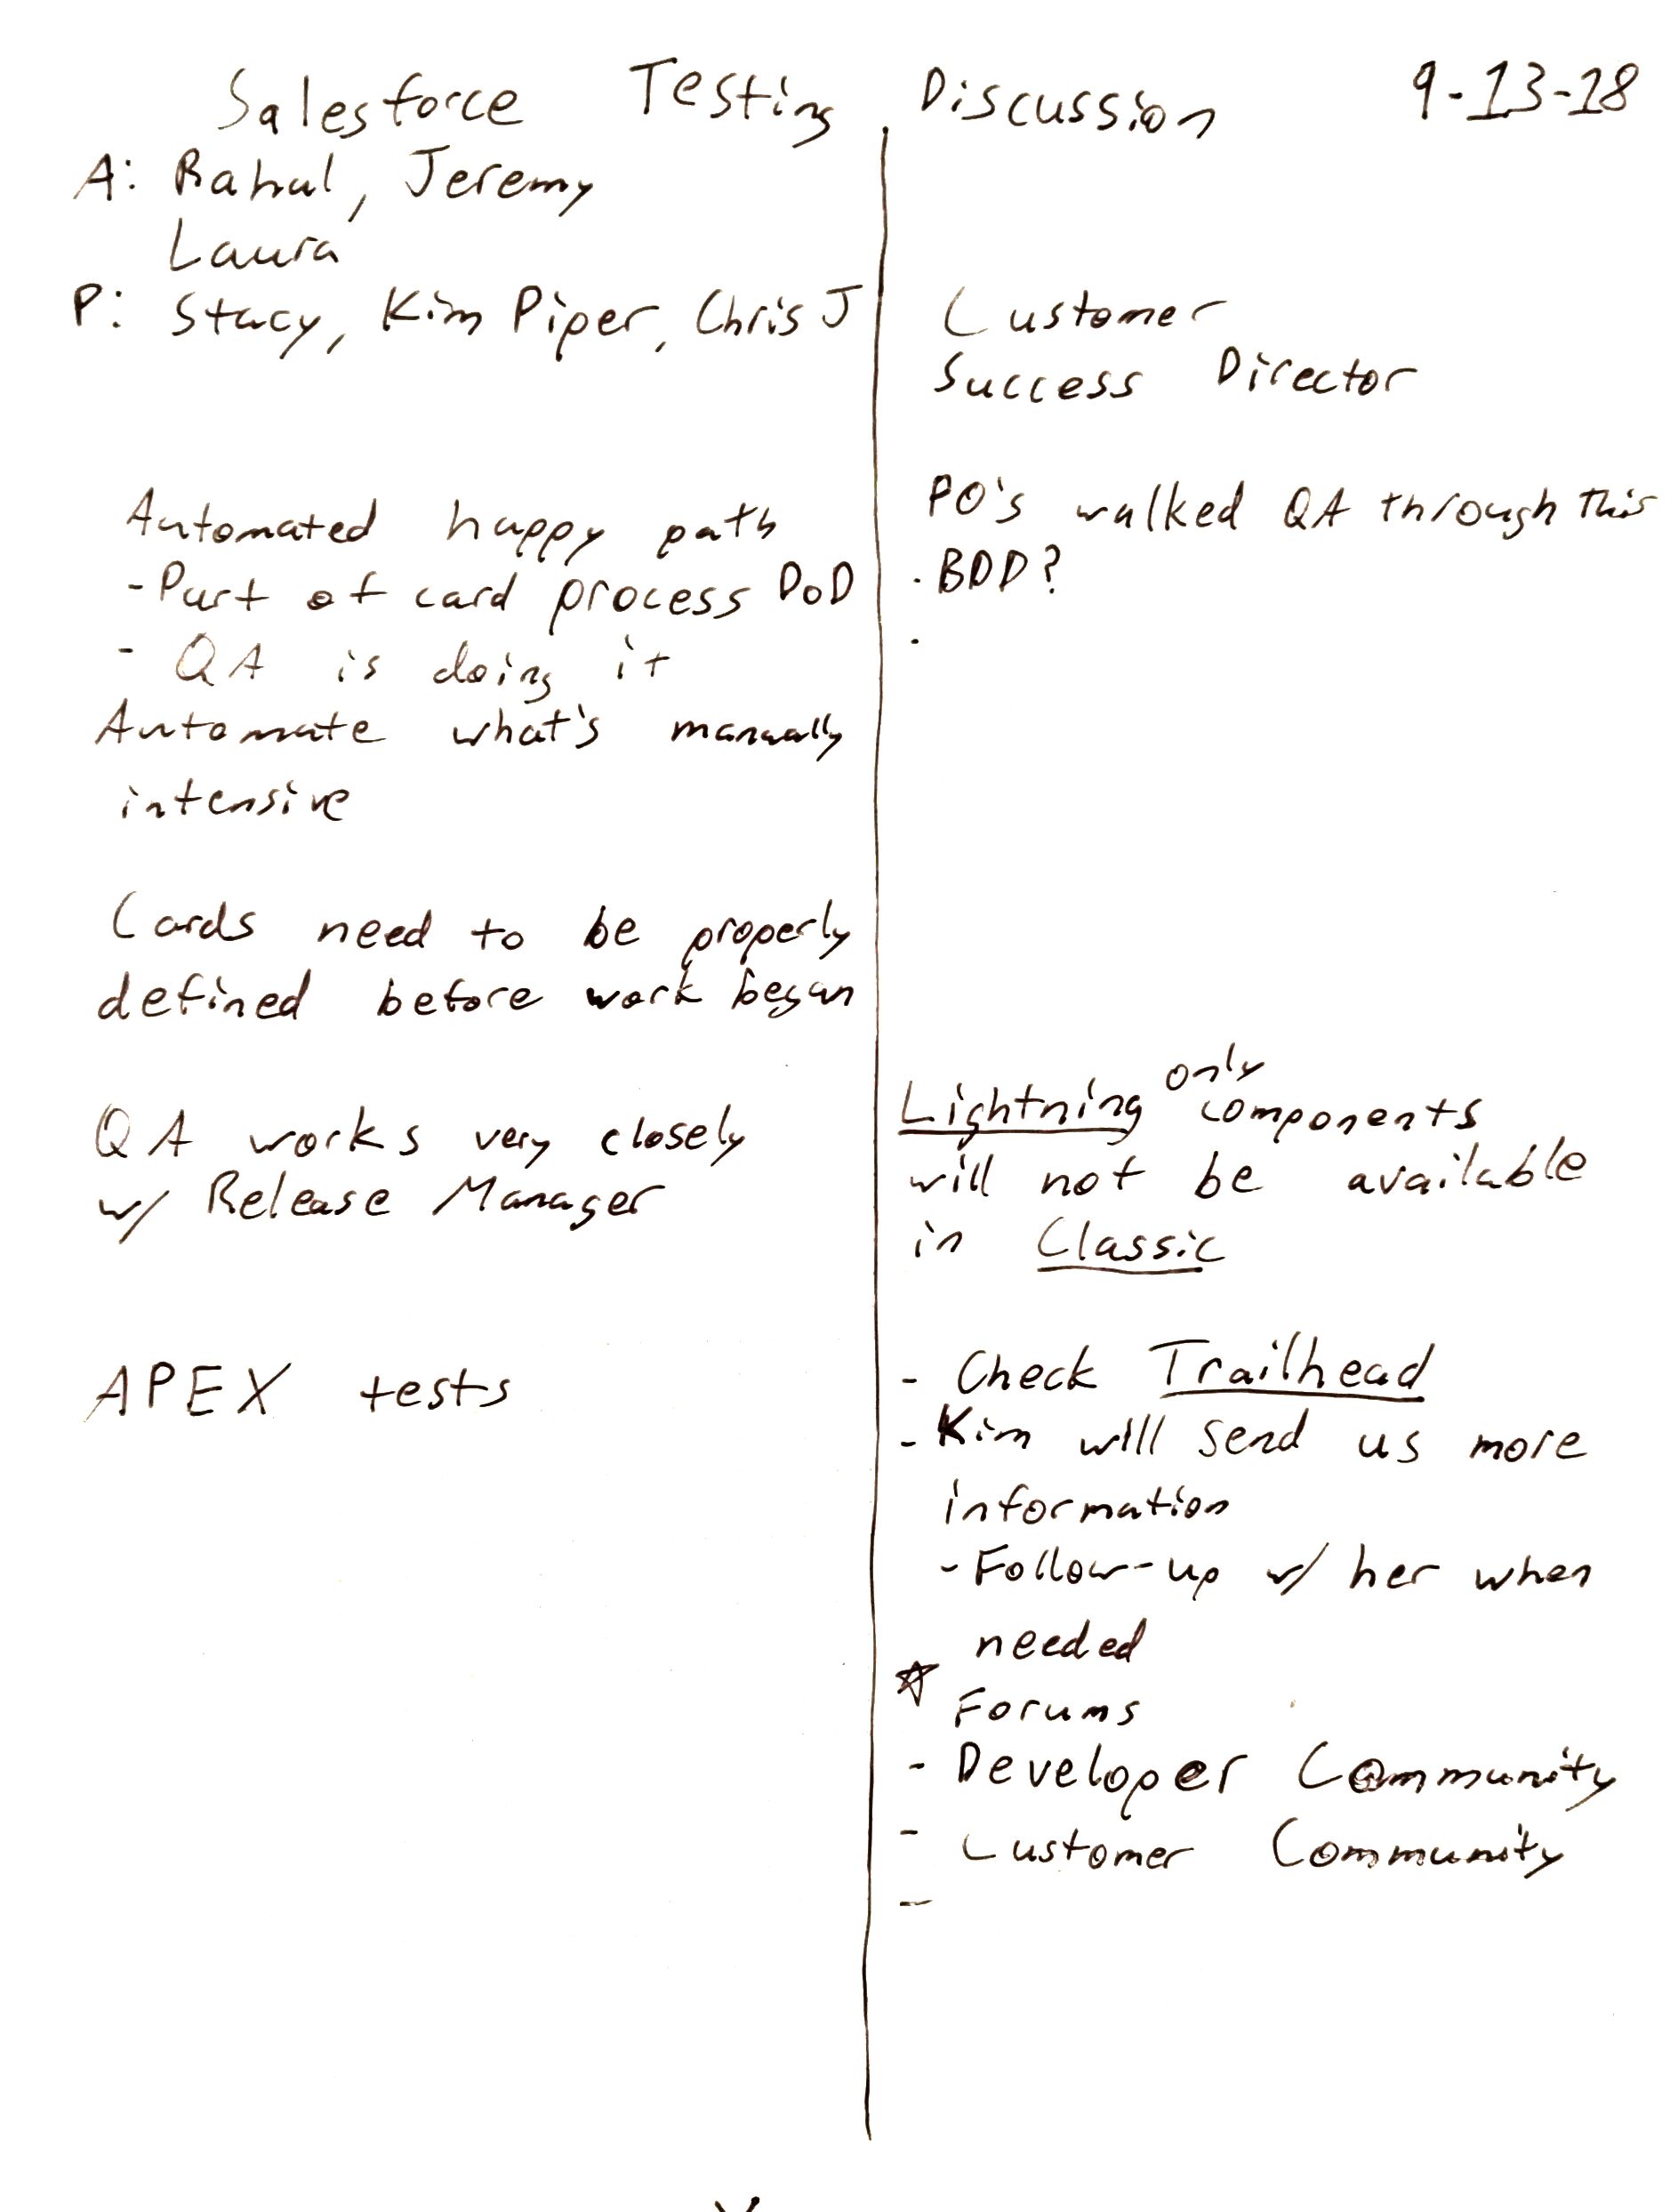 Salesforce Testing Discussion 9-13-18
A: Rahul, Jeremy
Laura
P: Stacy, Kim Piper, Chris J
Automated happy path
- Part of card process DoD
- QA is doing it
Automate what's manually
intensive
Cards need to be properly
defined before work began
QA works very closely
w/ Release Manager
APEX tests
Customer
Success Director
PO's walked QA through this
. BDD?
.
Lightning only components
will not be available
in Classic
- Check Trailhead
- Kim will send us more
information
- Follow-up w/ her when
needed
☆ Forums
- Developer Community
- Customer Community
-